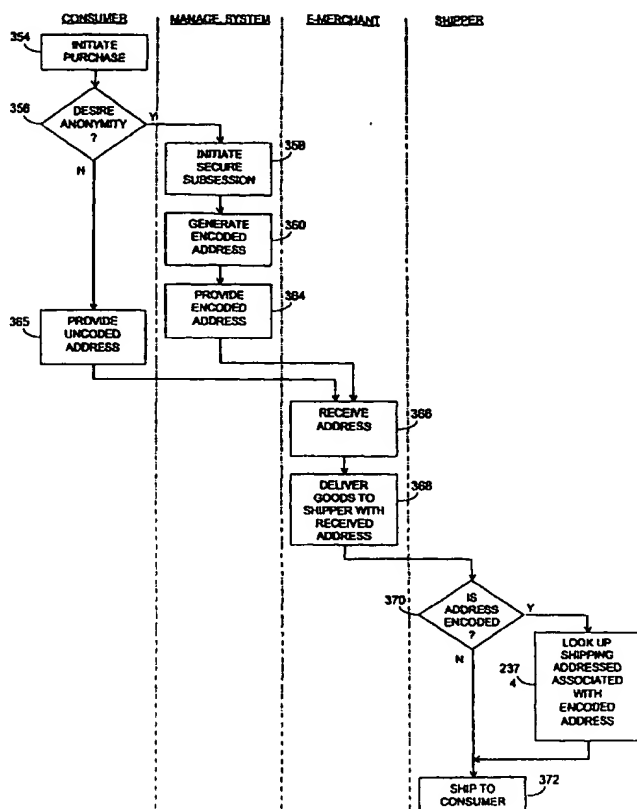 CONSUMER
MANAGE. SYSTEM
E-MERCHANT
SHIPPER
354
INITIATE
PURCHASE
356
DESIRE
ANONYMITY
?
Y
N
359
INITIATE
SECURE
SUBSESSION
360
GENERATE
ENCODED
ADDRESS
364
PROVIDE
ENCODED
ADDRESS
365
PROVIDE
UNCODED
ADDRESS
366
RECEIVE
ADDRESS
368
DELIVER
GOODS TO
SHIPPER WITH
RECEIVED
ADDRESS
370
IS
ADDRESS
ENCODED
?
Y
N
237
4
LOOK UP
SHIPPING
ADDRESSED
ASSOCIATED
WITH
ENCODED
ADDRESS
SHIP TO
CONSUMER
372